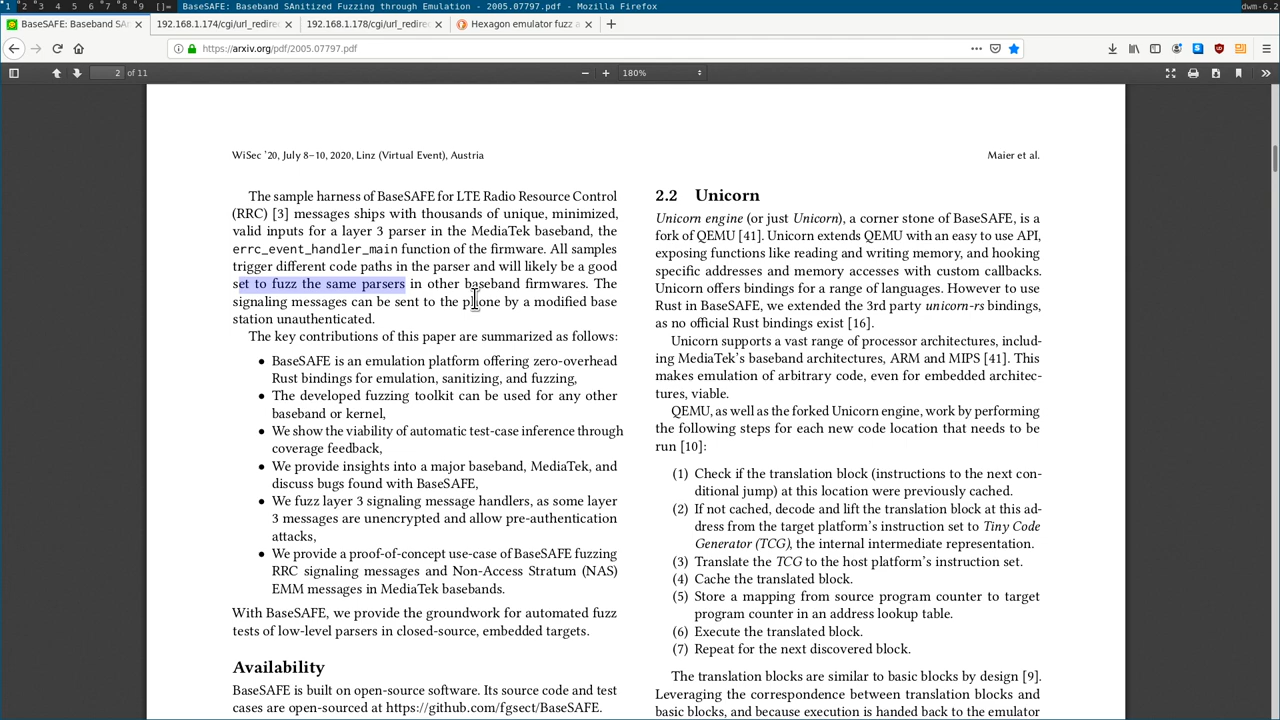 1 2 3 4 5 6 7 8 9 []= BaseSAFE: Baseband SAnitized Fuzzing through Emulation - 2005.07797.pdf - Mozilla Firefox dwm-6.2
BaseSAFE: Baseband SA 192.168.1.174/cgi/url_redire 192.168.1.178/cgi/url_redire Hexagon emulator fuzz a
https://arxiv.org/pdf/2005.07797.pdf
2 of 11 180%
WiSec '20, July 8–10, 2020, Linz (Virtual Event), Austria
Maier et al.
The sample harness of BaseSAFE for LTE Radio Resource Control
(RRC) [3] messages ships with thousands of unique, minimized,
valid inputs for a layer 3 parser in the MediaTek baseband, the
errc_event_handler_main function of the firmware. All samples
trigger different code paths in the parser and will likely be a good
set to fuzz the same parsers in other baseband firmwares. The
signaling messages can be sent to the phone by a modified base
station unauthenticated.
The key contributions of this paper are summarized as follows:
• BaseSAFE is an emulation platform offering zero-overhead
Rust bindings for emulation, sanitizing, and fuzzing,
• The developed fuzzing toolkit can be used for any other
baseband or kernel,
• We show the viability of automatic test-case inference through
coverage feedback,
• We provide insights into a major baseband, MediaTek, and
discuss bugs found with BaseSAFE,
• We fuzz layer 3 signaling message handlers, as some layer
3 messages are unencrypted and allow pre-authentication
attacks,
• We provide a proof-of-concept use-case of BaseSAFE fuzzing
RRC signaling messages and Non-Access Stratum (NAS)
EMM messages in MediaTek basebands.
With BaseSAFE, we provide the groundwork for automated fuzz
tests of low-level parsers in closed-source, embedded targets.
Availability
BaseSAFE is built on open-source software. Its source code and test
cases are open-sourced at https://github.com/fgsect/BaseSAFE.
2.2 Unicorn
Unicorn engine (or just Unicorn), a corner stone of BaseSAFE, is a
fork of QEMU [41]. Unicorn extends QEMU with an easy to use API,
exposing functions like reading and writing memory, and hooking
specific addresses and memory accesses with custom callbacks.
Unicorn offers bindings for a range of languages. However to use
Rust in BaseSAFE, we extended the 3rd party unicorn-rs bindings,
as no official Rust bindings exist [16].
Unicorn supports a vast range of processor architectures, includ-
ing MediaTek's baseband architectures, ARM and MIPS [41]. This
makes emulation of arbitrary code, even for embedded architec-
tures, viable.
QEMU, as well as the forked Unicorn engine, work by performing
the following steps for each new code location that needs to be
run [10]:
(1) Check if the translation block (instructions to the next con-
ditional jump) at this location were previously cached.
(2) If not cached, decode and lift the translation block at this ad-
dress from the target platform's instruction set to Tiny Code
Generator (TCG), the internal intermediate representation.
(3) Translate the TCG to the host platform's instruction set.
(4) Cache the translated block.
(5) Store a mapping from source program counter to target
program counter in an address lookup table.
(6) Execute the translated block.
(7) Repeat for the next discovered block.
The translation blocks are similar to basic blocks by design [9].
Leveraging the correspondence between translation blocks and
basic blocks, and because execution is handed back to the emulator